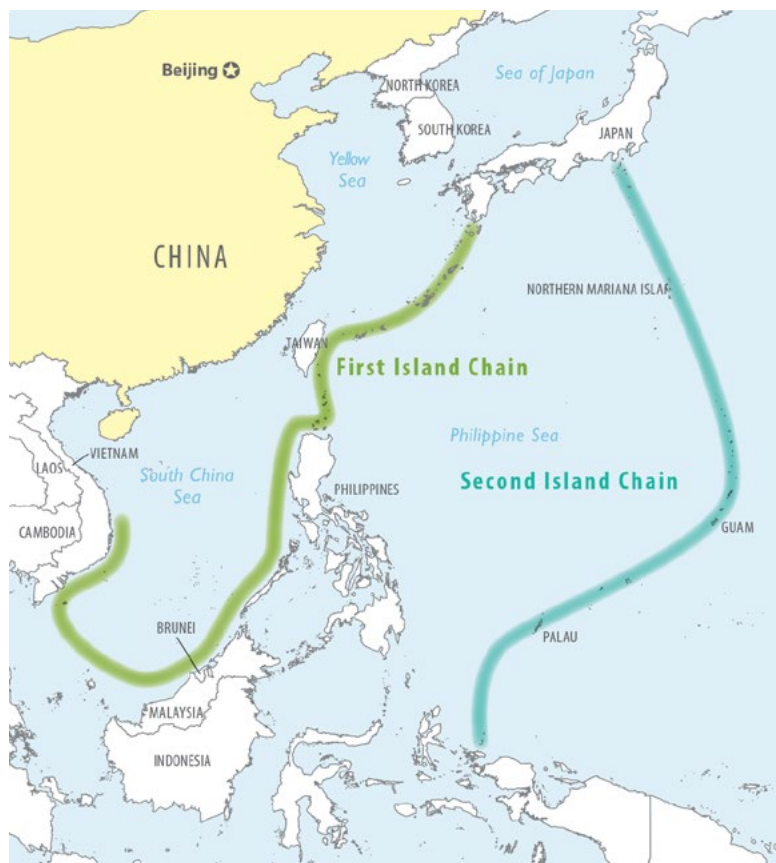 Beijing
Sea of Japan
NORTH KOREA
SOUTH KOREA
JAPAN
Yellow
Sea
CHINA
NORTHERN MARIANA ISLAN
TAIWAN
First Island Chain
Philippine Sea
VIETNAM
LAOS
South China
Sea
Second Island Chain
PHILIPPINES
CAMBODIA
GUAM
BRUNEI
PALAU
MALAYSIA
INDONESIA